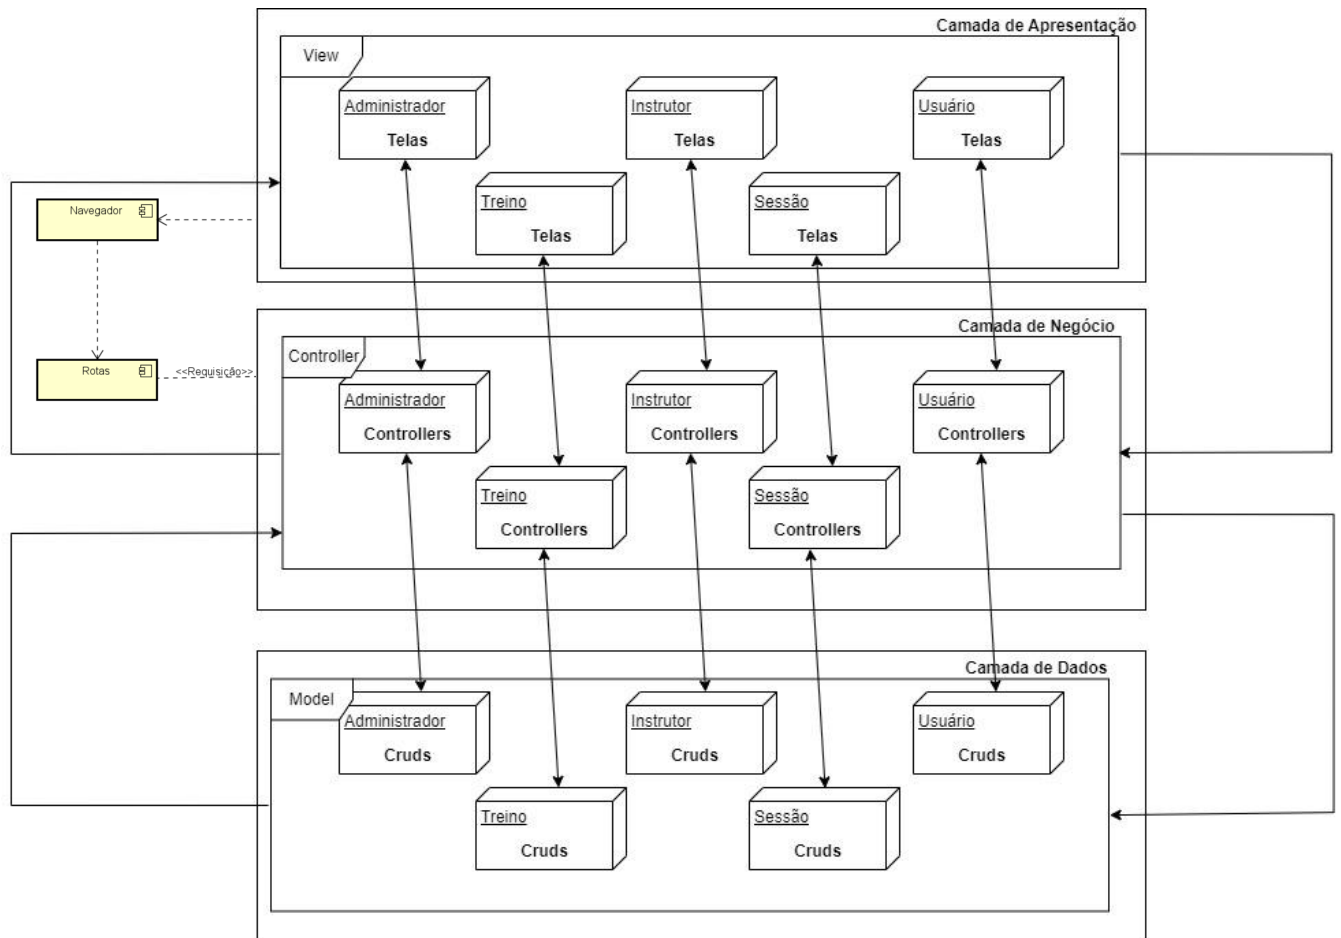 Camada de Apresentação
View
Administrador
Telas
Instrutor
Telas
Usuário
Telas
Treino
Telas
Sessão
Telas
Navegador
Rotas
<<Requisição>>
Camada de Negócio
Controller
Administrador
Controllers
Instrutor
Controllers
Usuário
Controllers
Treino
Controllers
Sessão
Controllers
Camada de Dados
Model
Administrador
Cruds
Instrutor
Cruds
Usuário
Cruds
Treino
Cruds
Sessão
Cruds